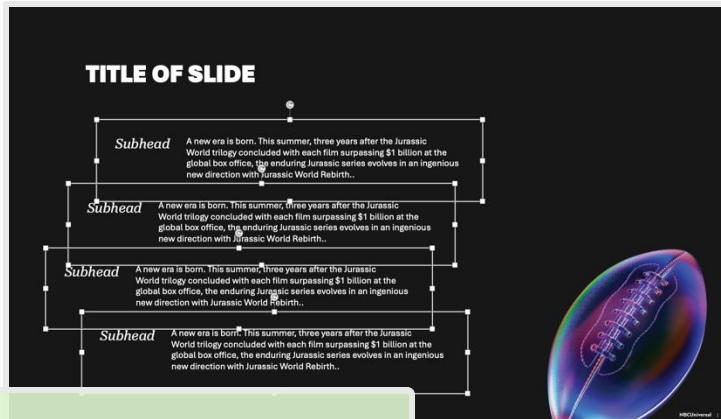 TITLE OF SLIDE
Subhead
A new era is born. This summer, three years after the Jurassic
World trilogy concluded with each film surpassing $1 billion at the
global box office, the enduring Jurassic series evolves in an ingenious
new direction with Jurassic World Rebirth..
Subhead
A new era is born. This summer, three years after the Jurassic
World trilogy concluded with each film surpassing $1 billion at the
global box office, the enduring Jurassic series evolves in an ingenious
new direction with Jurassic World Rebirth..
Subhead
A new era is born. This summer, three years after the Jurassic
World trilogy concluded with each film surpassing $1 billion at the
global box office, the enduring Jurassic series evolves in an ingenious
new direction with Jurassic World Rebirth..
Subhead
A new era is born. This summer, three years after the Jurassic
World trilogy concluded with each film surpassing $1 billion at the
global box office, the enduring Jurassic series evolves in an ingenious
new direction with Jurassic World Rebirth..
NBCUniversal